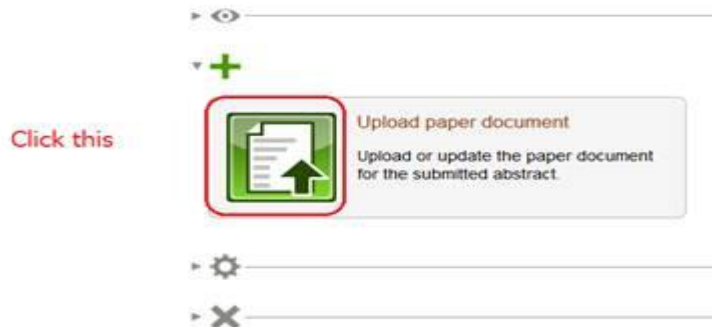 Click this
Upload paper document
Upload or update the paper document
for the submitted abstract.